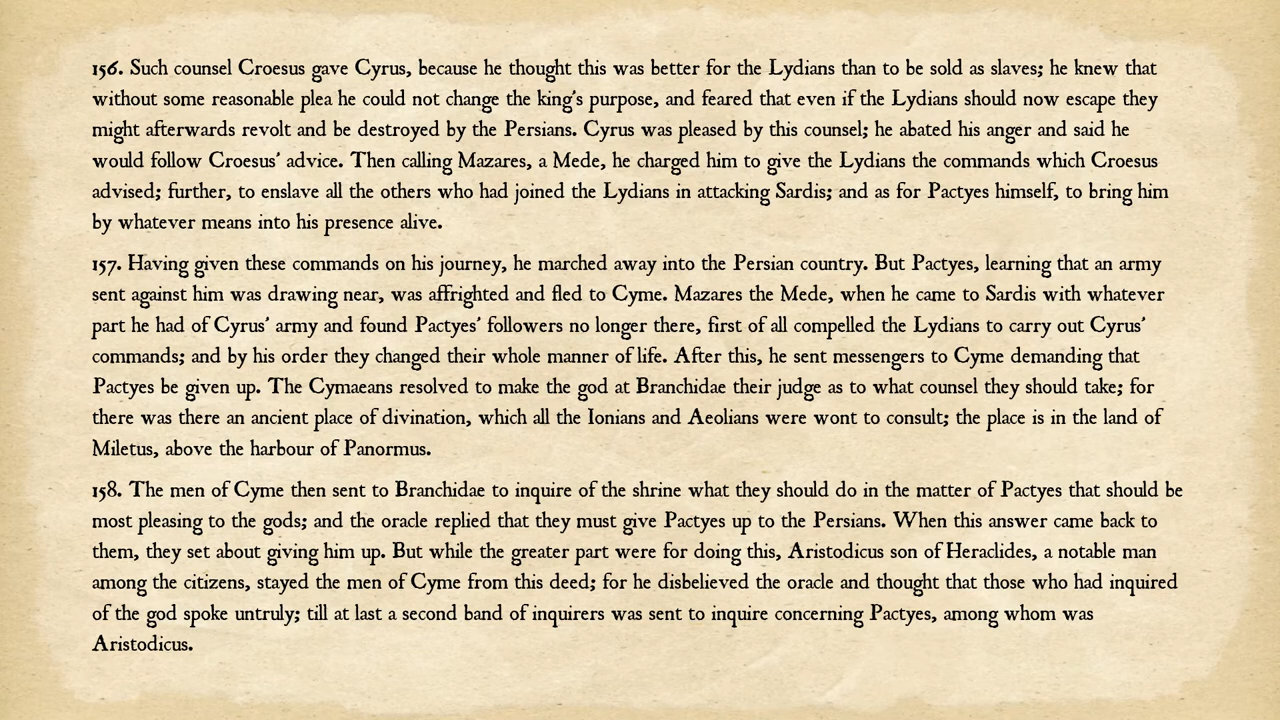 156. Such counsel Croesus gave Cyrus, because he thought this was better for the Lydians than to be sold as slaves; he knew that
without some reasonable plea he could not change the king's purpose, and feared that even if the Lydians should now escape they
might afterwards revolt and be destroyed by the Persians. Cyrus was pleased by this counsel; he abated his anger and said he
would follow Croesus' advice. Then calling Mazares, a Mede, he charged him to give the Lydians the commands which Croesus
advised; further, to enslave all the others who had joined the Lydians in attacking Sardis; and as for Pactyes himself, to bring him
by whatever means into his presence alive.
157. Having given these commands on his journey, he marched away into the Persian country. But Pactyes, learning that an army
sent against him was drawing near, was affrighted and fled to Cyme. Mazares the Mede, when he came to Sardis with whatever
part he had of Cyrus' army and found Pactyes' followers no longer there, first of all compelled the Lydians to carry out Cyrus'
commands; and by his order they changed their whole manner of life. After this, he sent messengers to Cyme demanding that
Pactyes be given up. The Cymaeans resolved to make the god at Branchidae their judge as to what counsel they should take; for
there was there an ancient place of divination, which all the Ionians and Aeolians were wont to consult; the place is in the land of
Miletus, above the harbour of Panormus.
158. The men of Cyme then sent to Branchidae to inquire of the shrine what they should do in the matter of Pactyes that should be
most pleasing to the gods; and the oracle replied that they must give Pactyes up to the Persians. When this answer came back to
them, they set about giving him up. But while the greater part were for doing this, Aristodicus son of Heraclides, a notable man
among the citizens, stayed the men of Cyme from this deed; for he disbelieved the oracle and thought that those who had inquired
of the god spoke untruly; till at last a second band of inquirers was sent to inquire concerning Pactyes, among whom was
Aristodicus.